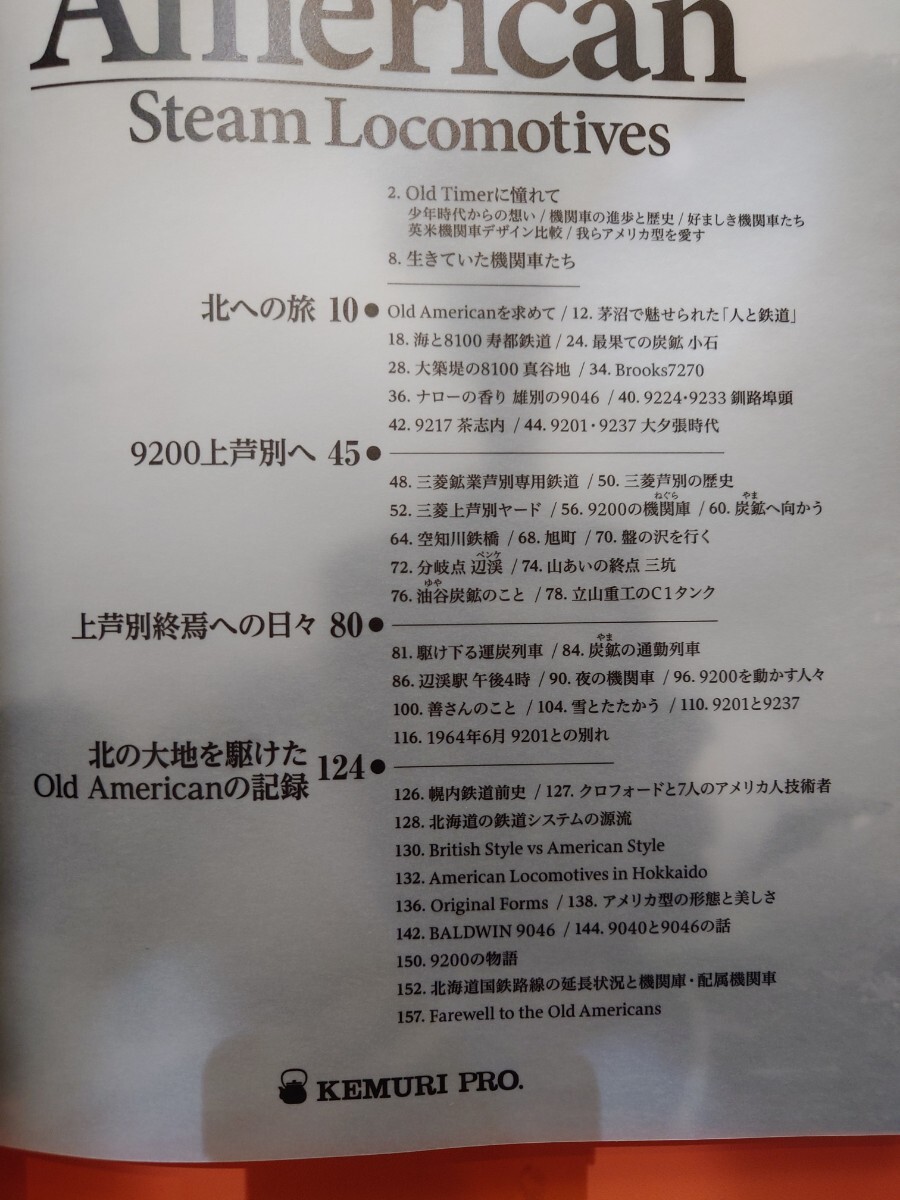 American
Steam Locomotives
2. Old Timerに憧れて
少年時代からの想い / 機関車の進歩と歴史 / 好ましき機関車たち
英米機関車デザイン比較 / 我らアメリカ型を愛す
8. 生きていた機関車たち
北への旅 10● Old Americanを求めて / 12. 茅沼で魅せられた「人と鉄道」
18. 海と8100 寿都鉄道 / 24. 最果ての炭鉱 小石
28. 大築堤の8100 真谷地 / 34. Brooks7270
36. ナローの香り 雄別の9046 / 40. 9224・9233 釧路埠頭
42. 9217 茶志内 / 44. 9201・9237 大夕張時代
9200上芦別へ 45●
48. 三菱鉱業芦別専用鉄道 / 50. 三菱芦別の歴史
ねぐら やま
52. 三菱上芦別ヤード / 56. 9200の機関庫 / 60. 炭鉱へ向かう
64. 空知川鉄橋 / 68. 旭町 / 70. 盤の沢を行く
ペンケ
72. 分岐点 辺渓 / 74. 山あいの終点 三坑
ゆや
76. 油谷炭鉱のこと / 78. 立山重工のC1タンク
上芦別終焉への日々 80●
やま
81. 駆け下る運炭列車 / 84. 炭鉱の通勤列車
86. 辺渓駅 午後4時 / 90. 夜の機関車 / 96. 9200を動かす人々
100. 善さんのこと / 104. 雪とたたかう / 110. 9201と9237
116. 1964年6月 9201との別れ
北の大地を駆けた
Old Americanの記録 124●
126. 幌内鉄道前史 / 127. クロフォードと7人のアメリカ人技術者
128. 北海道の鉄道システムの源流
130. British Style vs American Style
132. American Locomotives in Hokkaido
136. Original Forms / 138. アメリカ型の形態と美しさ
142. BALDWIN 9046 / 144. 9040と9046の話
150. 9200の物語
152. 北海道国鉄路線の延長状況と機関庫・配属機関車
157. Farewell to the Old Americans
KEMURI PRO.